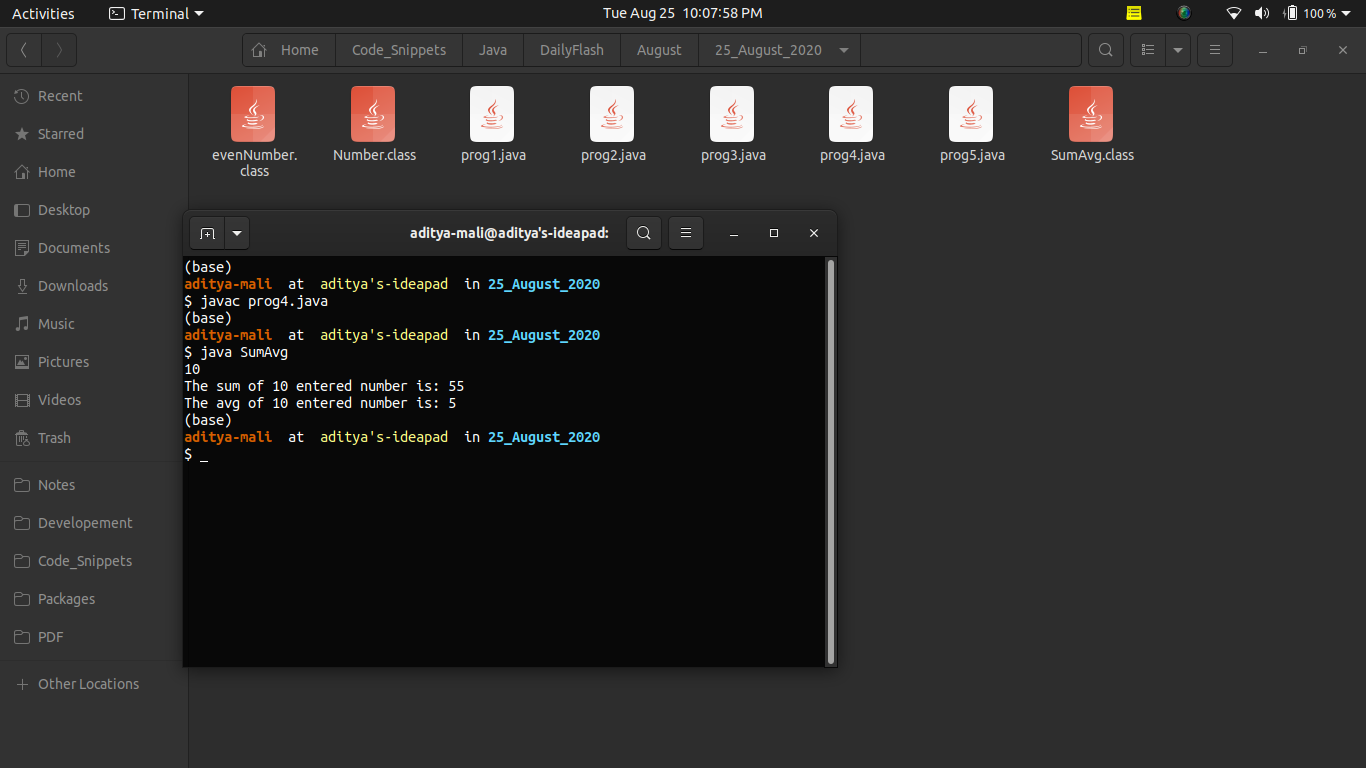 Activities Terminal Tue Aug 25 10:07:58 PM 100 %
Home Code_Snippets Java DailyFlash August 25_August_2020
Recent
Starred
Home
Desktop
Documents
Downloads
Music
Pictures
Videos
Trash
Notes
Developement
Code_Snippets
Packages
PDF
Other Locations
evenNumber.
class
Number.class
prog1.java
prog2.java
prog3.java
prog4.java
prog5.java
SumAvg.class
aditya-mali@aditya's-ideapad:
(base)
aditya-mali at aditya's-ideapad in 25_August_2020
$ javac prog4.java
(base)
aditya-mali at aditya's-ideapad in 25_August_2020
$ java SumAvg
10
The sum of 10 entered number is: 55
The avg of 10 entered number is: 5
(base)
aditya-mali at aditya's-ideapad in 25_August_2020
$ _